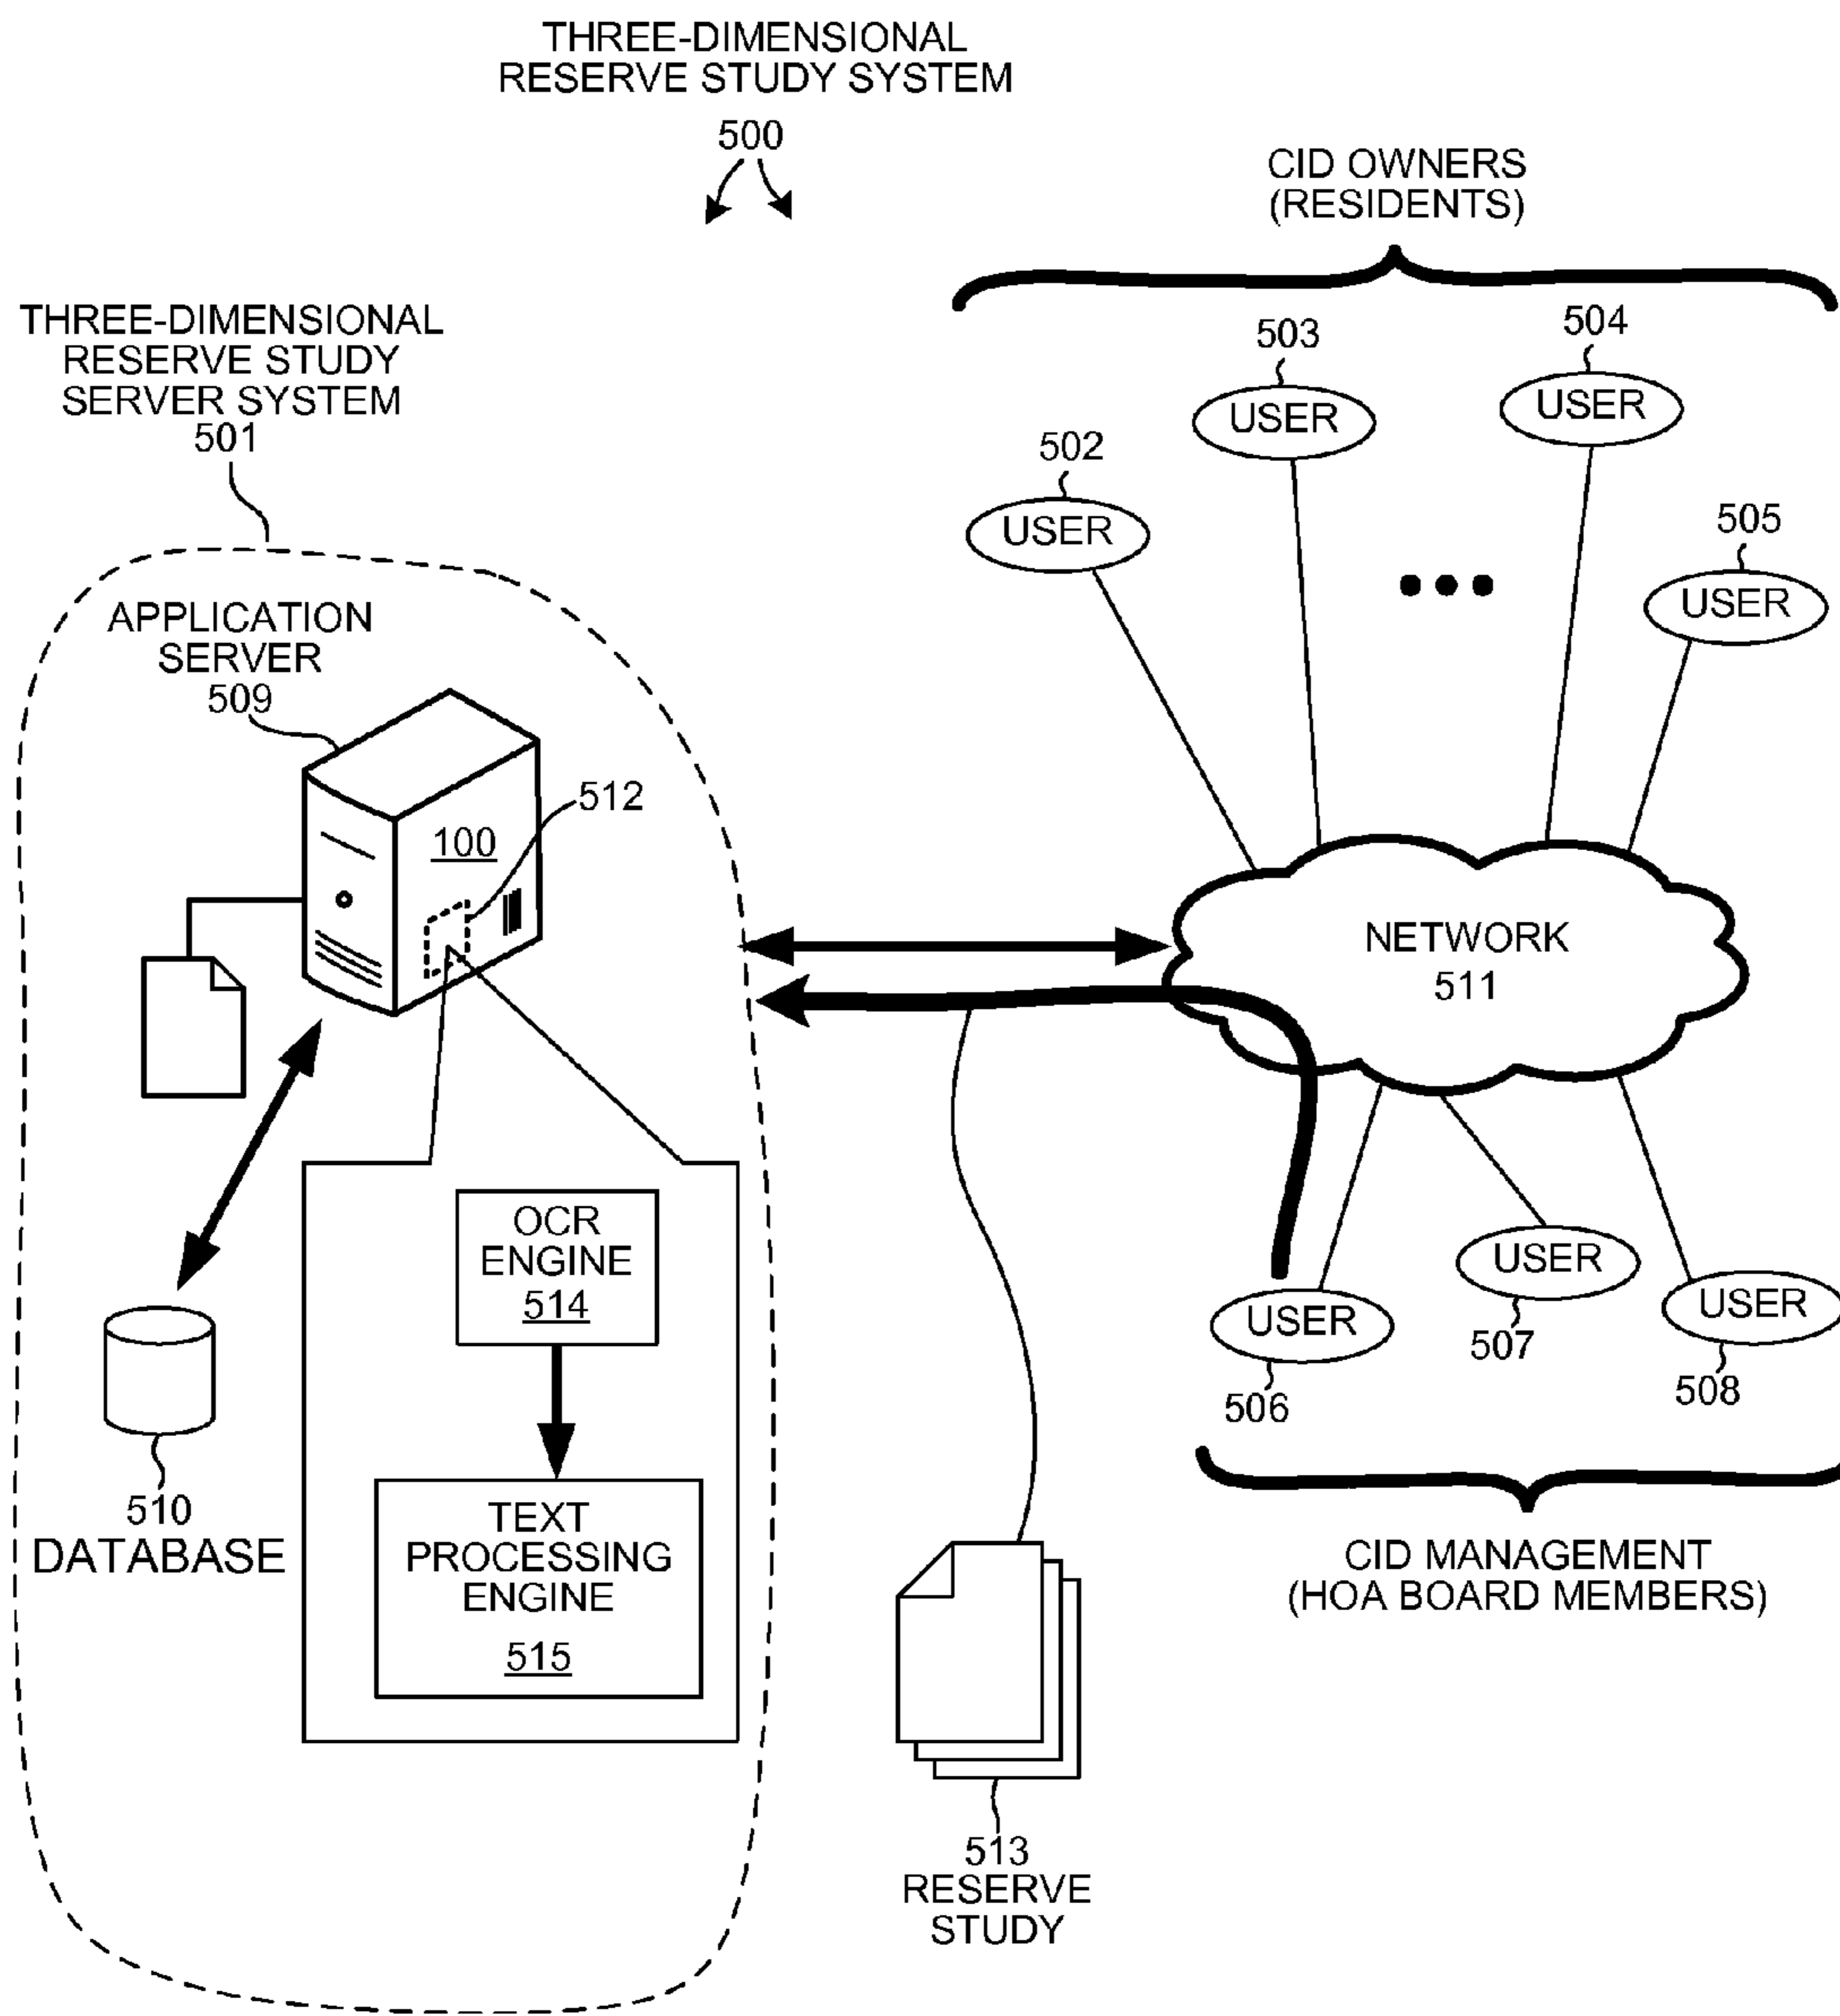 THREE-DIMENSIONAL
RESERVE STUDY SYSTEM
500
CID OWNERS
(RESIDENTS)
THREE-DIMENSIONAL
RESERVE STUDY
SERVER SYSTEM
501
503
504
USER
USER
502
USER
505
USER
APPLICATION
SERVER
509
512
100
NETWORK
511
OCR
ENGINE
514
TEXT
PROCESSING
ENGINE
515
510
DATABASE
USER
507
USER
508
USER
506
CID MANAGEMENT
(HOA BOARD MEMBERS)
513
RESERVE
STUDY